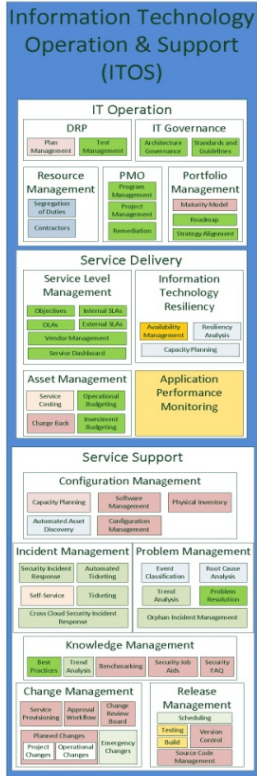 Information Technology
Operation & Support
(ITOS)
IT Operation
DRP
Plan
Management
Test
Management
IT Governance
Architecture
Governance
Standards and
Guidelines
Resource
Management
Segregation
of Duties
Contractors
PMO
Program
Management
Project
Management
Remediation
Portfolio
Management
Maturity Model
Roadmap
Strategy Alignment
Service Delivery
Service Level
Management
Objectives
Internal SLAs
OLAs
External SLAs
Vendor Management
Service Dashboard
Information
Technology
Resiliency
Availability
Management
Resiliency
Analysis
Capacity Planning
Asset Management
Service
Costing
Operational
Budgeting
Charge Back
Investment
Budgeting
Application
Performance
Monitoring
Service Support
Configuration Management
Capacity Planning
Software
Management
Physical Inventory
Automated Asset
Discovery
Configuration
Management
Incident Management
Security Incident
Response
Automated
Ticketing
Self-Service
Ticketing
Cross Cloud Security Incident
Response
Problem Management
Event
Classification
Root Cause
Analysis
Trend
Analysis
Problem
Resolution
Orphan Incident Management
Knowledge Management
Best
Practices
Trend
Analysis
Benchmarking
Security Job
Aids
Security
FAQ
Change Management
Service
Provisioning
Approval
Workflow
Change
Review
Board
Planned Changes
Project
Changes
Operational
Changes
Emergency
Changes
Release
Management
Scheduling
Testing
Build
Version
Control
Source Code
Management